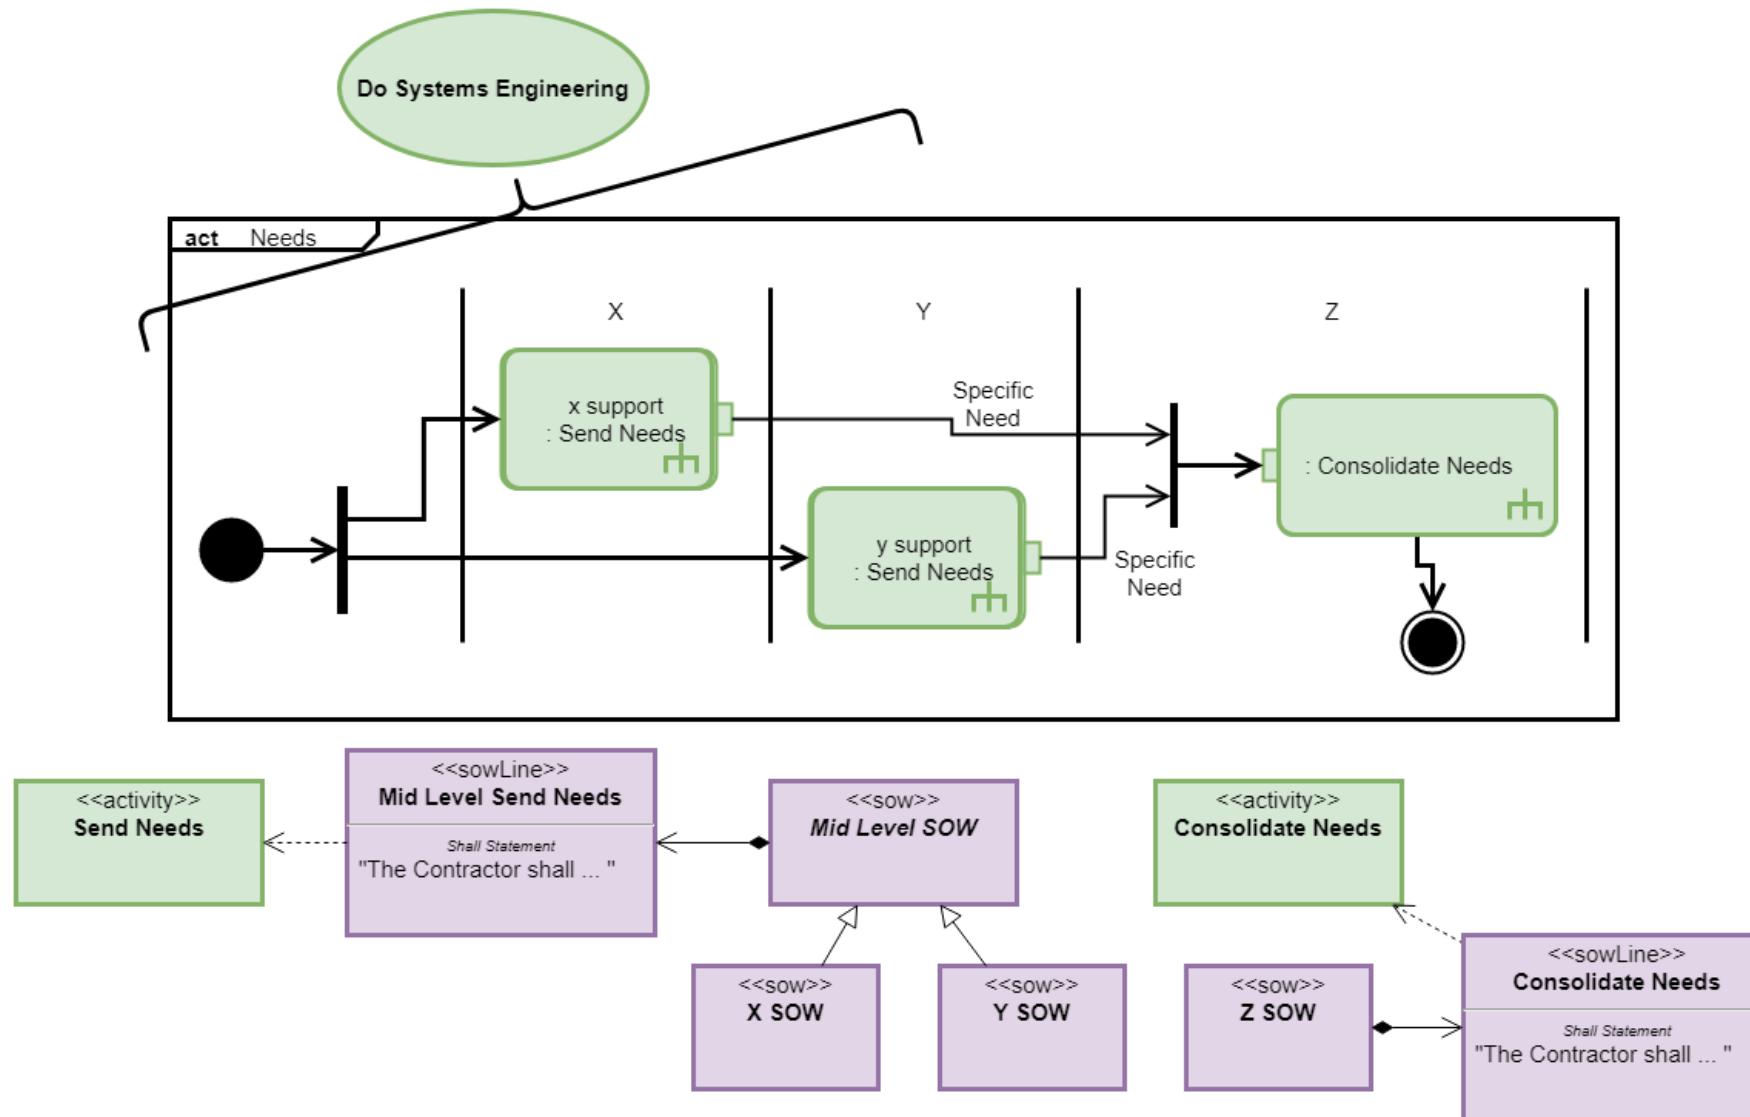 Do Systems Engineering
act Needs
X
Y
Z
x support
: Send Needs
Specific
Need
: Consolidate Needs
y support
: Send Needs
Specific
Need
<<activity>>
Send Needs
<<sowLine>>
Mid Level Send Needs
Shall Statement
"The Contractor shall ... "
<<sow>>
Mid Level SOW
<<activity>>
Consolidate Needs
<<sow>>
X SOW
<<sow>>
Y SOW
<<sow>>
Z SOW
<<sowLine>>
Consolidate Needs
Shall Statement
"The Contractor shall ... "